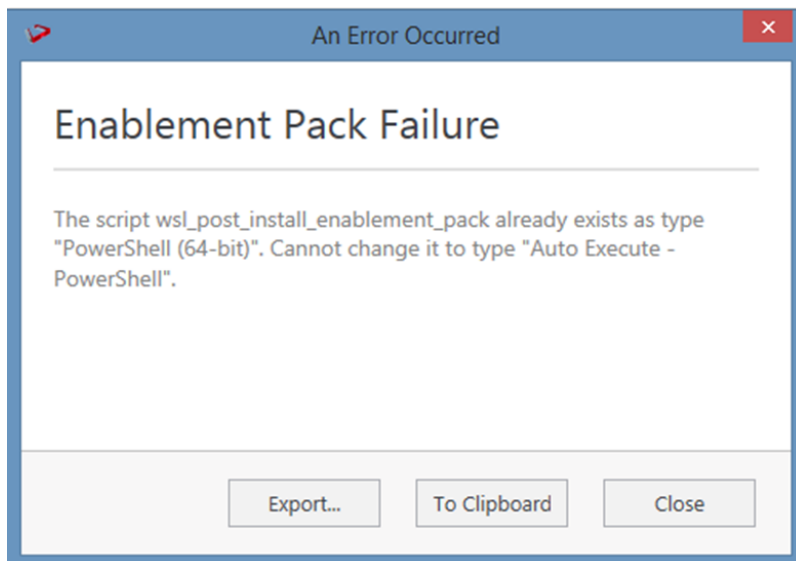 An Error Occurred
Enablement Pack Failure
The script wsl_post_install_enablement_pack already exists as type
"PowerShell (64-bit)". Cannot change it to type "Auto Execute -
PowerShell".
Export...
To Clipboard
Close